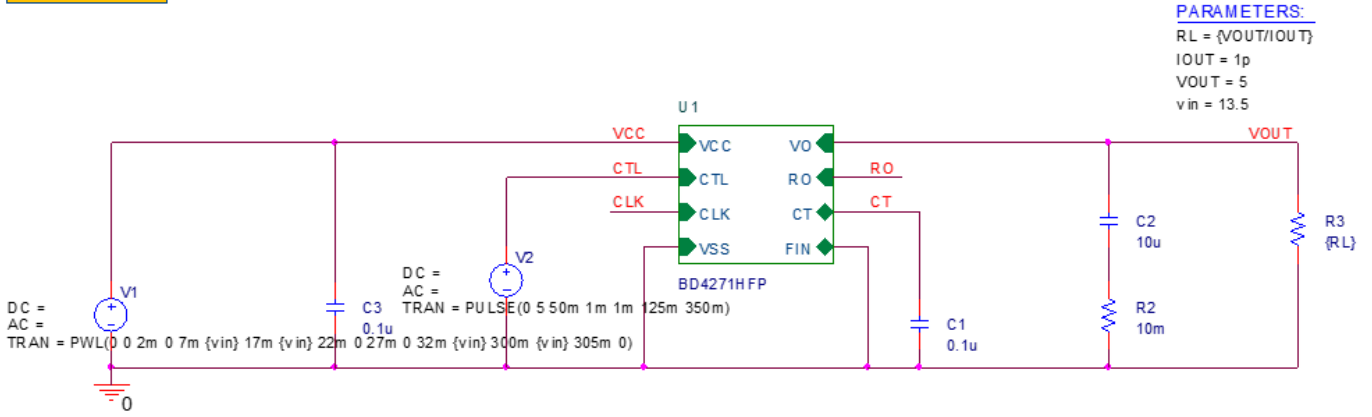 PARAMETERS:
RL = {VOUT/IOUT}
IOUT = 1p
VOUT = 5
vin = 13.5
U1
VCC
VCC
VO
VOUT
CTL
CTL
RO
RO
CLK
CLK
CT
CT
VSS
FIN
BD4271HFP
C2
10u
R3
{RL}
V2
DC =
AC =
TRAN = PULSE(0 5 50m 1m 1m 125m 350m)
V1
DC =
AC =
TRAN = PWL(0 0 2m 0 7m {vin} 17m {vin} 22m 0 27m 0 32m {vin} 300m {vin} 305m 0)
C3
0.1u
C1
0.1u
R2
10m
0